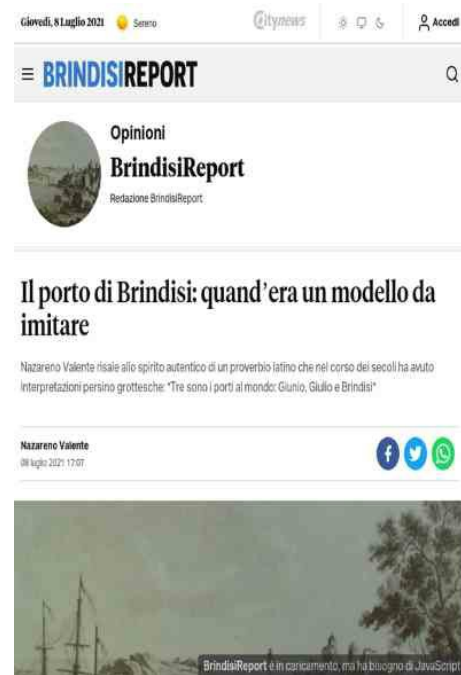 Giovedì, 8 Luglio 2021 Sereno citynews Accedi
BRINDISIREPORT
Opinioni
BrindisiReport
Redazione BrindisiReport
Il porto di Brindisi: quand'era un modello da
imitare
Nazareno Valente risale allo spirito autentico di un proverbio latino che nel corso dei secoli ha avuto
interpretazioni persino grottesche: "Tre sono i porti al mondo: Giunio, Giulio e Brindisi"
Nazareno Valente
08 luglio 2021 17:07
BrindisiReport è in caricamento, ma ha bisogno di JavaScript